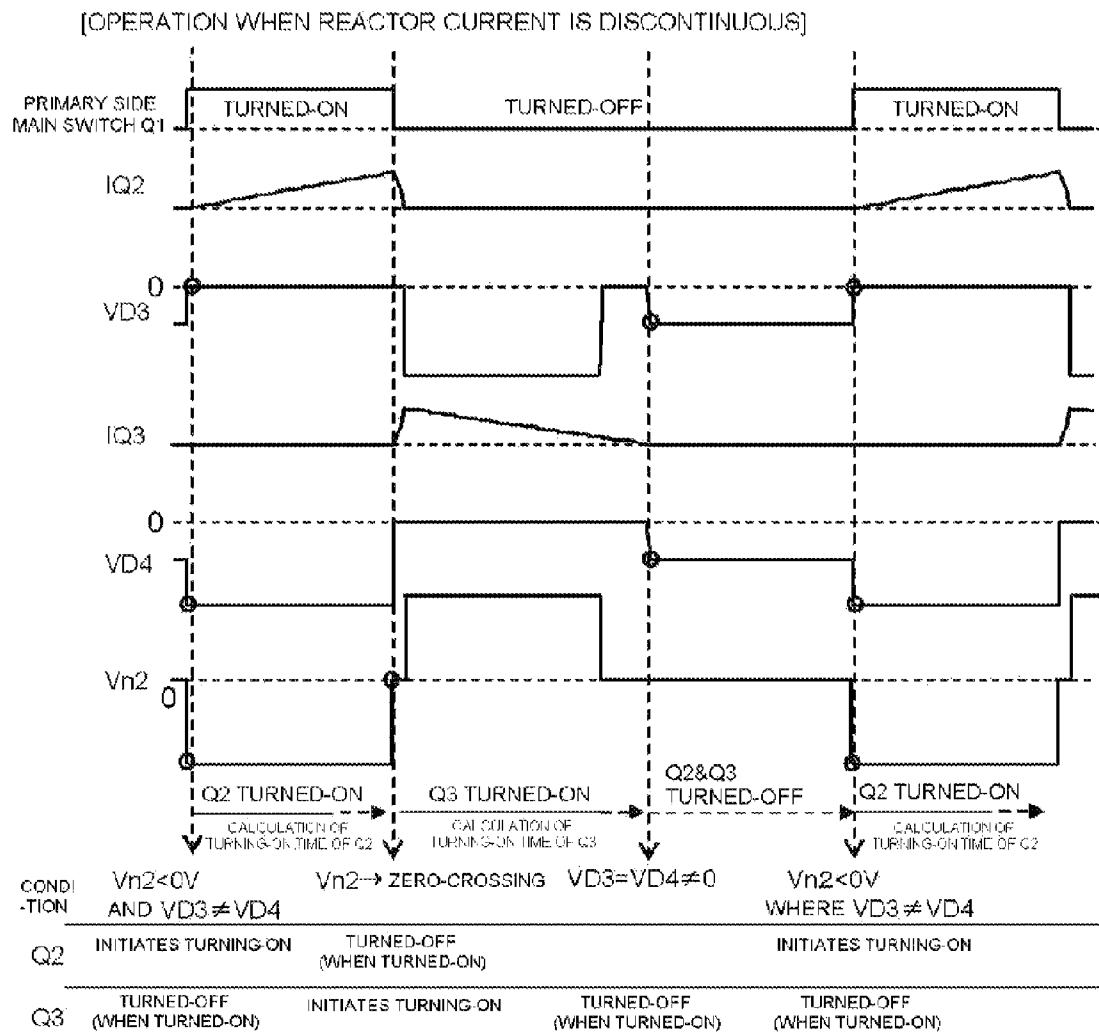 [OPERATION WHEN REACTOR CURRENT IS DISCONTINUOUS]
PRIMARY SIDE
MAIN SWITCH Q1
TURNED-ON
TURNED-OFF
TURNED-ON
IQ2
0
VD3
IQ3
0
VD4
Vn2
0
Q2 TURNED-ON
CALCULATION OF
TURNING-ON TIME OF Q2
Q3 TURNED-ON
CALCULATION OF
TURNING-ON TIME OF Q3
Q2&Q3
TURNED-OFF
Q2 TURNED-ON
CALCULATION OF
TURNING-ON TIME OF Q2
CONDI
-TION
Vn2<0V
AND VD3≠VD4
Vn2⇢ ZERO-CROSSING
VD3=VD4≠0
Vn2<0V
WHERE VD3≠VD4
Q2
INITIATES TURNING-ON
TURNED-OFF
(WHEN TURNED-ON)
INITIATES TURNING-ON
Q3
TURNED-OFF
(WHEN TURNED-ON)
INITIATES TURNING-ON
TURNED-OFF
(WHEN TURNED-ON)
TURNED-OFF
(WHEN TURNED-ON)